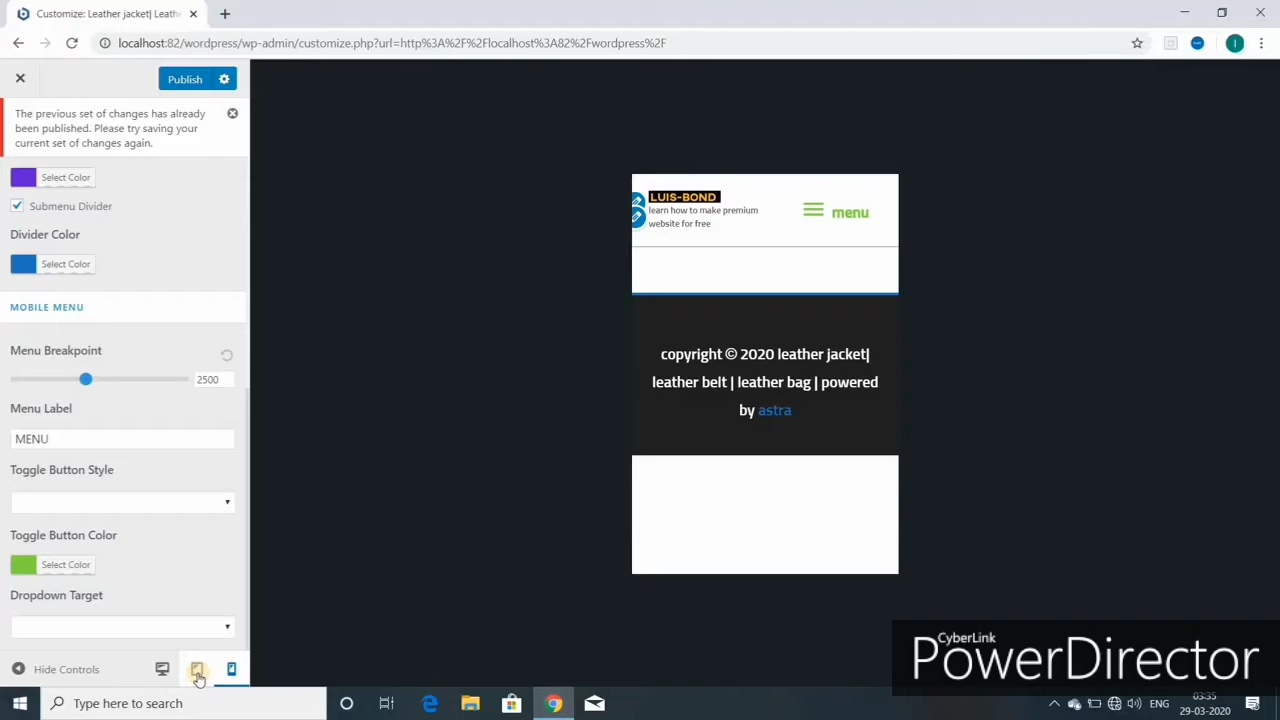 Customize: Leather jacket| Leath
localhost:82/wordpress/wp-admin/customize.php?url=http%3A%2F%2Flocalhost%3A82%2Fwordpress%2F
I
Publish
The previous set of changes has already
been published. Please try saving your
current set of changes again.
Select Color
Submenu Divider
Divider Color
Select Color
MOBILE MENU
Menu Breakpoint
2500
Menu Label
MENU
Toggle Button Style
Toggle Button Color
Select Color
Dropdown Target
Hide Controls
LUIS-BOND
learn how to make premium
website for free
menu
copyright © 2020 leather jacket|
leather belt | leather bag | powered
by astra
CyberLink
PowerDirector
Type here to search
ENG
03:35
29-03-2020